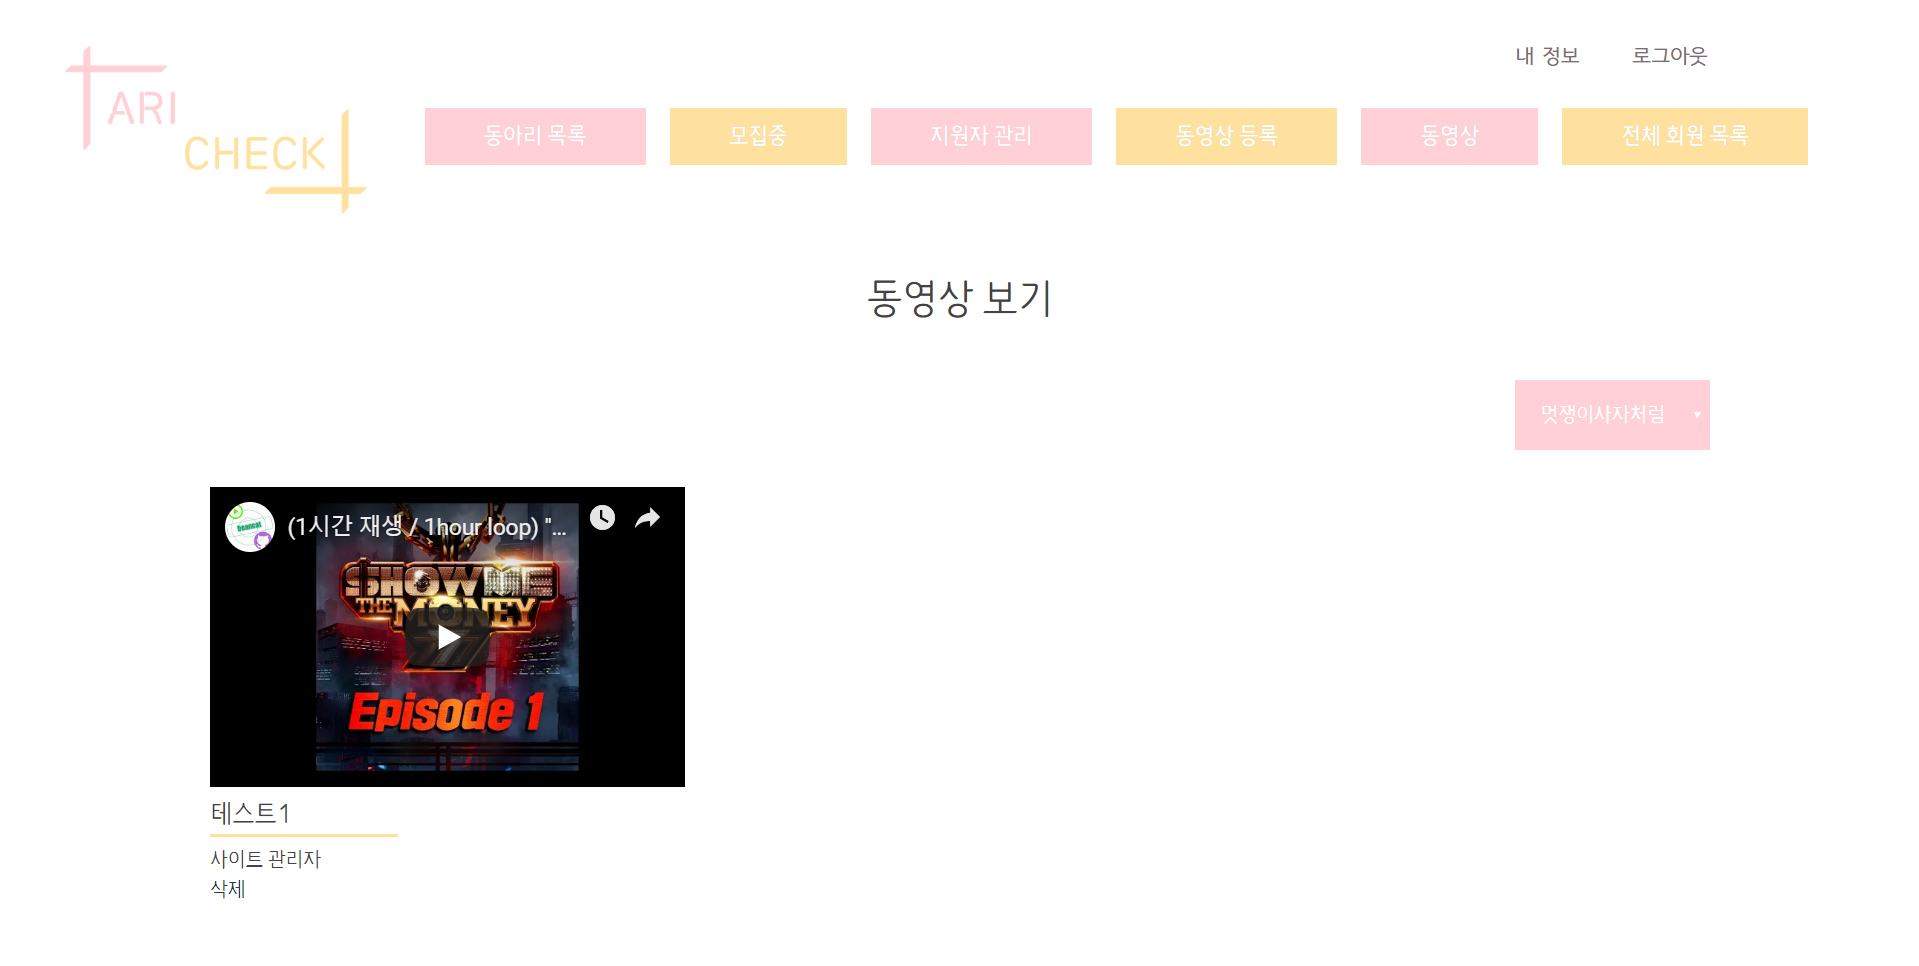 TARI
CHECK
내 정보 로그아웃
동아리 목록 모집중 지원자 관리 동영상 등록 동영상 전체 회원 목록
동영상 보기
멋쟁이사자처럼 ▾
Deancat
(1시간 재생 / 1hour loop) "...
SHOW ME
THE MONEY
777
Episode 1
테스트1
사이트 관리자
삭제